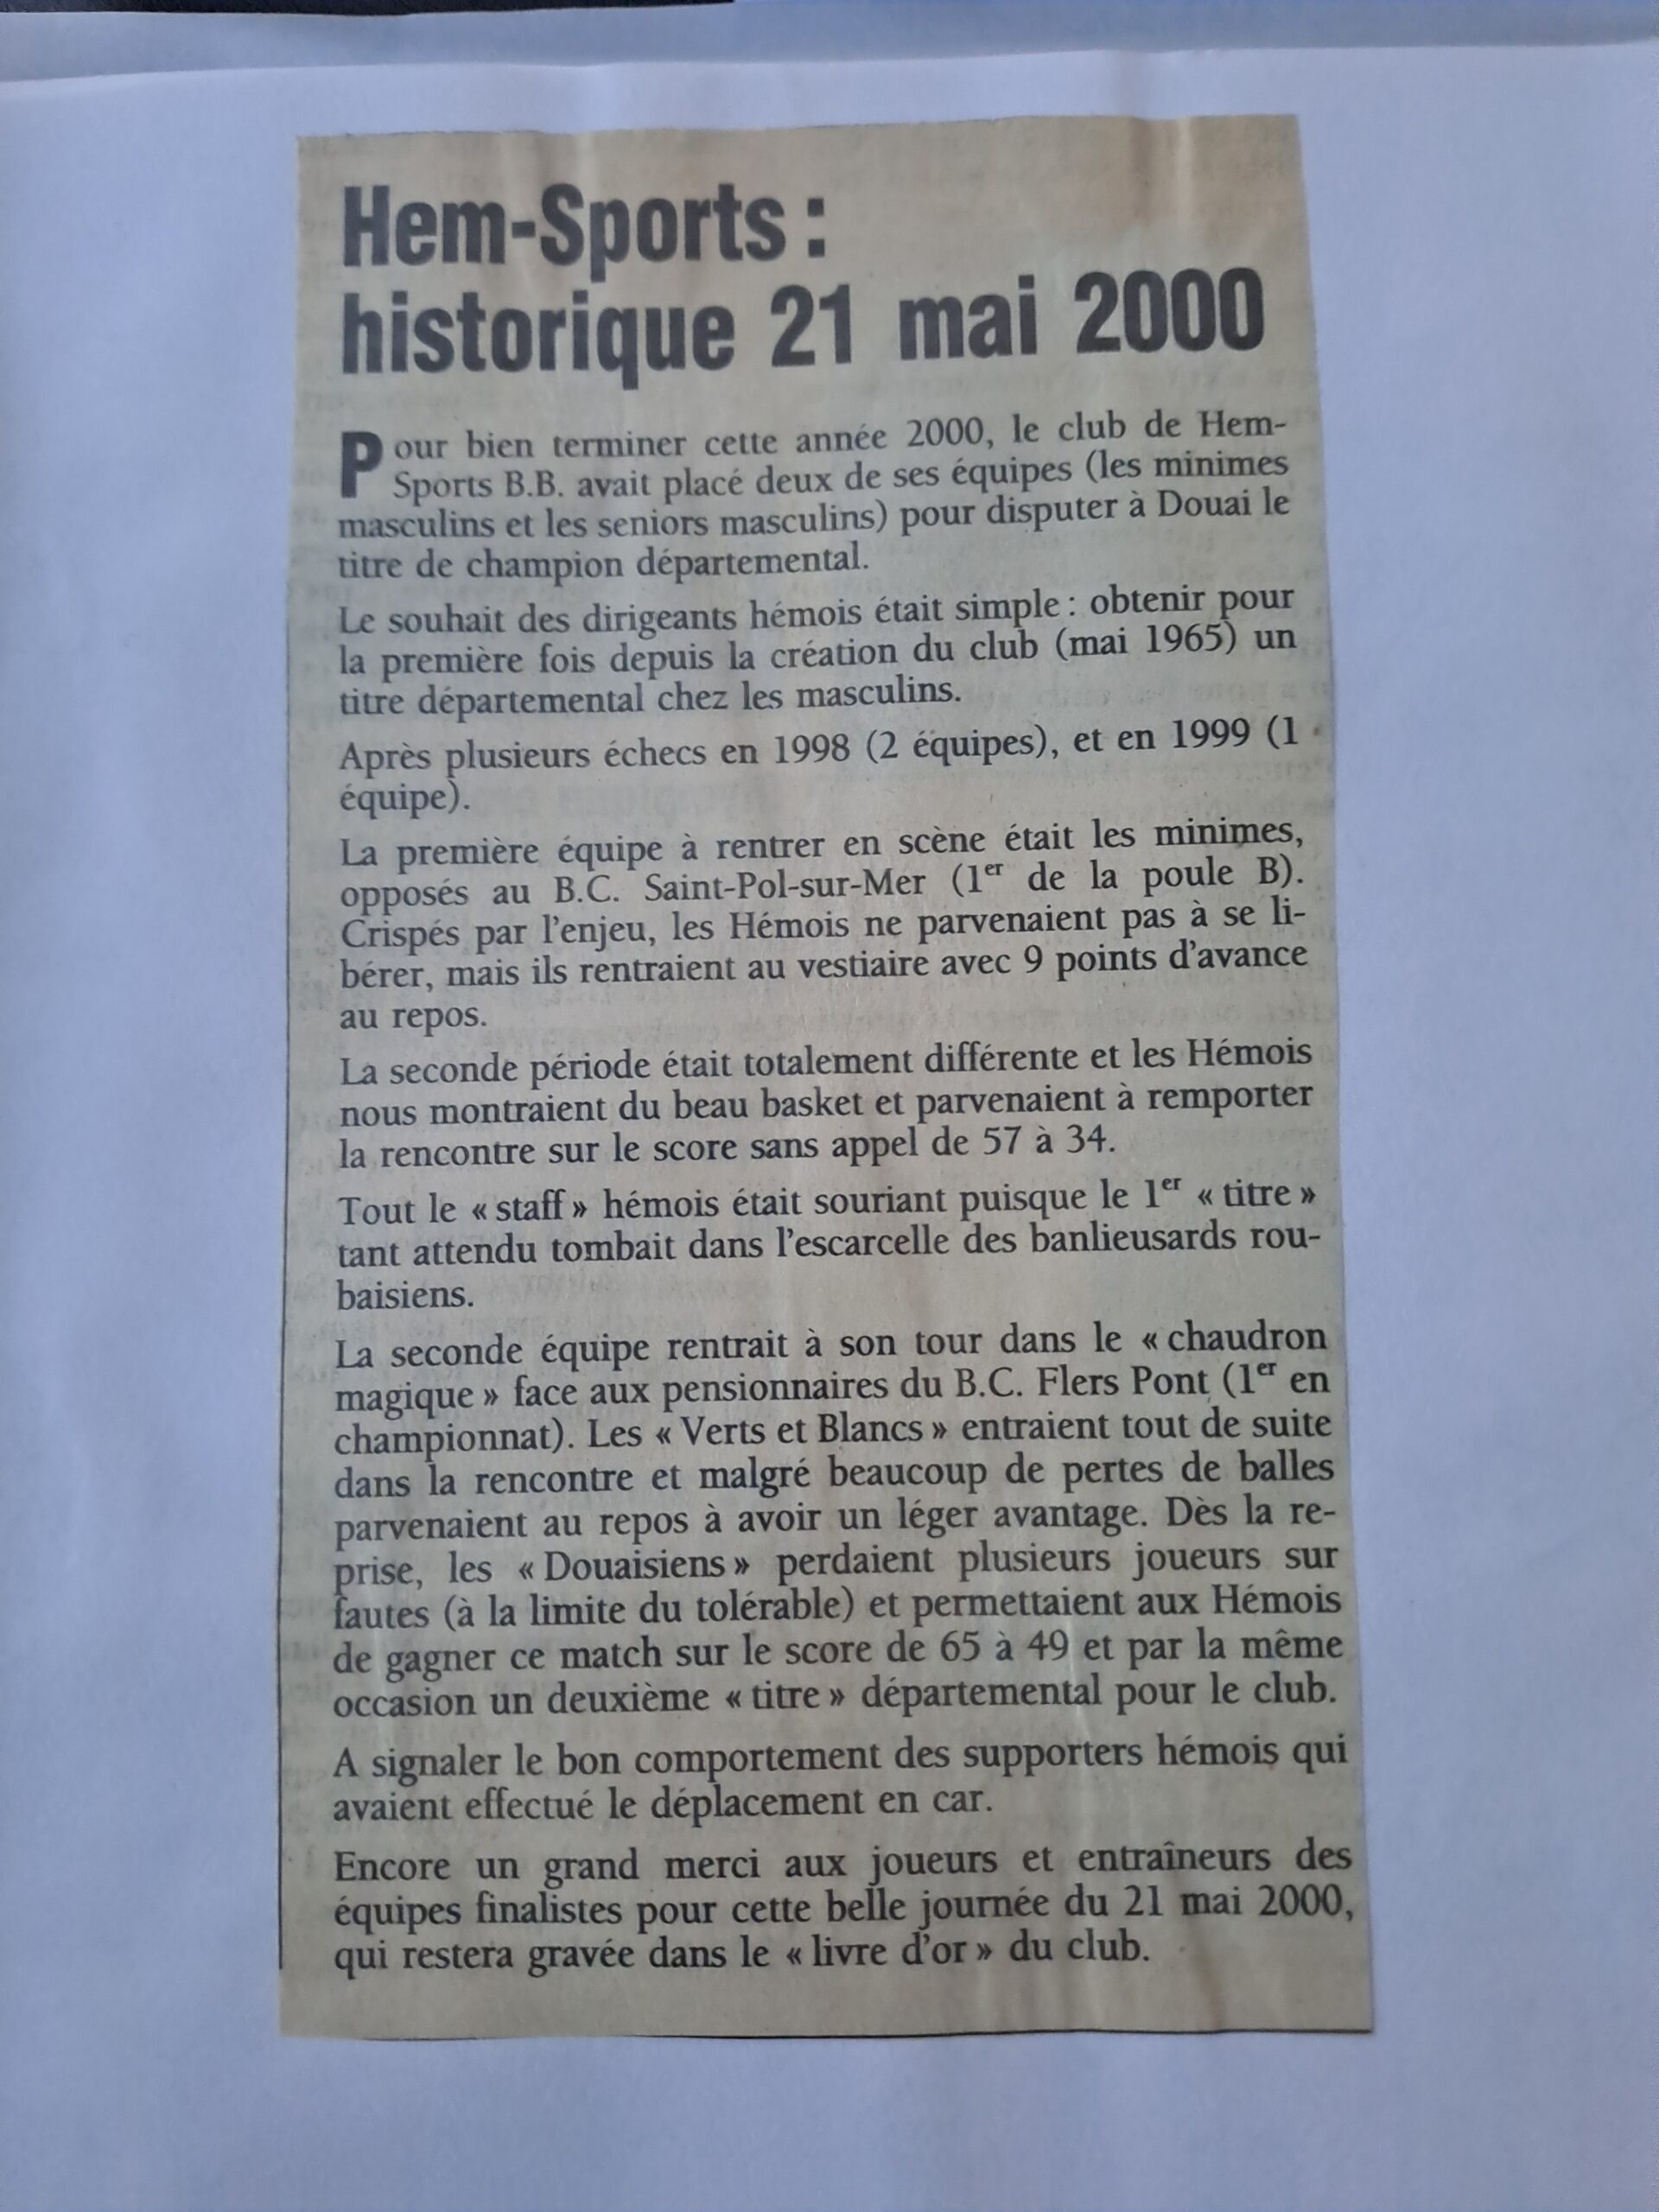 Hem-Sports :
historique 21 mai 2000
Pour bien terminer cette année 2000, le club de Hem-
Sports B.B. avait placé deux de ses équipes (les minimes
masculins et les seniors masculins) pour disputer à Douai le
titre de champion départemental.
Le souhait des dirigeants hémois était simple : obtenir pour
la première fois depuis la création du club (mai 1965) un
titre départemental chez les masculins.
Après plusieurs échecs en 1998 (2 équipes), et en 1999 (1
équipe).
La première équipe à rentrer en scène était les minimes,
opposés au B.C. Saint-Pol-sur-Mer (1er de la poule B).
Crispés par l'enjeu, les Hémois ne parvenaient pas à se li-
bérer, mais ils rentraient au vestiaire avec 9 points d'avance
au repos.
La seconde période était totalement différente et les Hémois
nous montraient du beau basket et parvenaient à remporter
la rencontre sur le score sans appel de 57 à 34.
Tout le « staff » hémois était souriant puisque le 1er « titre »
tant attendu tombait dans l'escarcelle des banlieusards rou-
baisiens.
La seconde équipe rentrait à son tour dans le « chaudron
magique » face aux pensionnaires du B.C. Flers Pont (1er en
championnat). Les « Verts et Blancs » entraient tout de suite
dans la rencontre et malgré beaucoup de pertes de balles
parvenaient au repos à avoir un léger avantage. Dès la re-
prise, les « Douaisiens » perdaient plusieurs joueurs sur
fautes (à la limite du tolérable) et permettaient aux Hémois
de gagner ce match sur le score de 65 à 49 et par la même
occasion un deuxième « titre » départemental pour le club.
A signaler le bon comportement des supporters hémois qui
avaient effectué le déplacement en car.
Encore un grand merci aux joueurs et entraîneurs des
équipes finalistes pour cette belle journée du 21 mai 2000,
qui restera gravée dans le « livre d'or » du club.